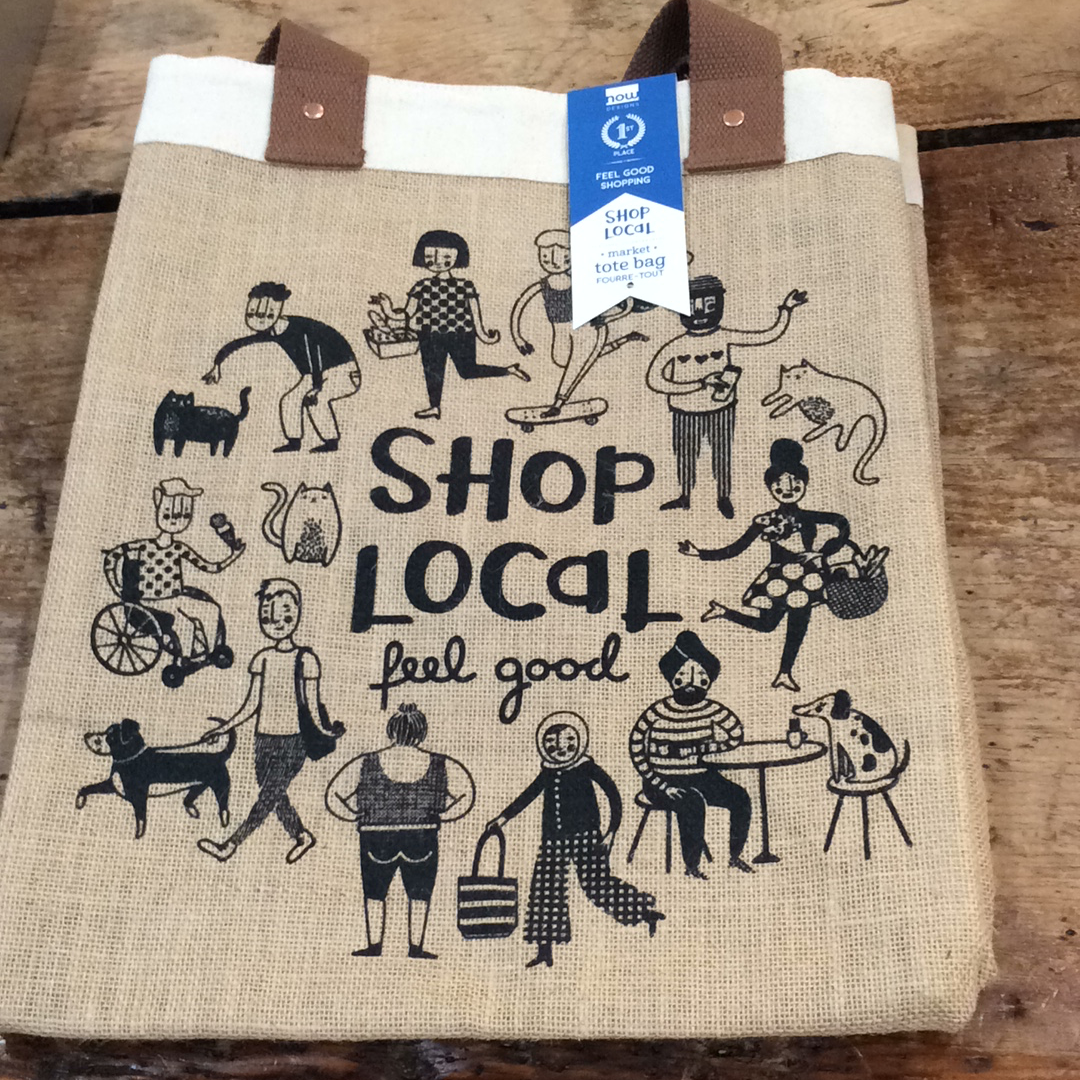 now
DESIGNS
1ST
PLACE
FEEL GOOD
SHOPPING
SHOP
LOCAL
• market •
tote bag
FOURRE-TOUT
SHOP
LOCAL
feel good